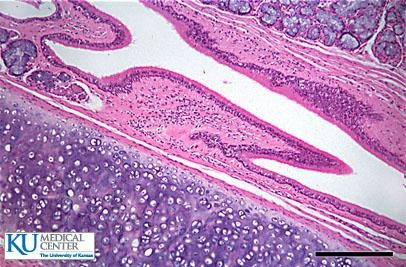 KU MEDICAL
CENTER
The University of Kansas